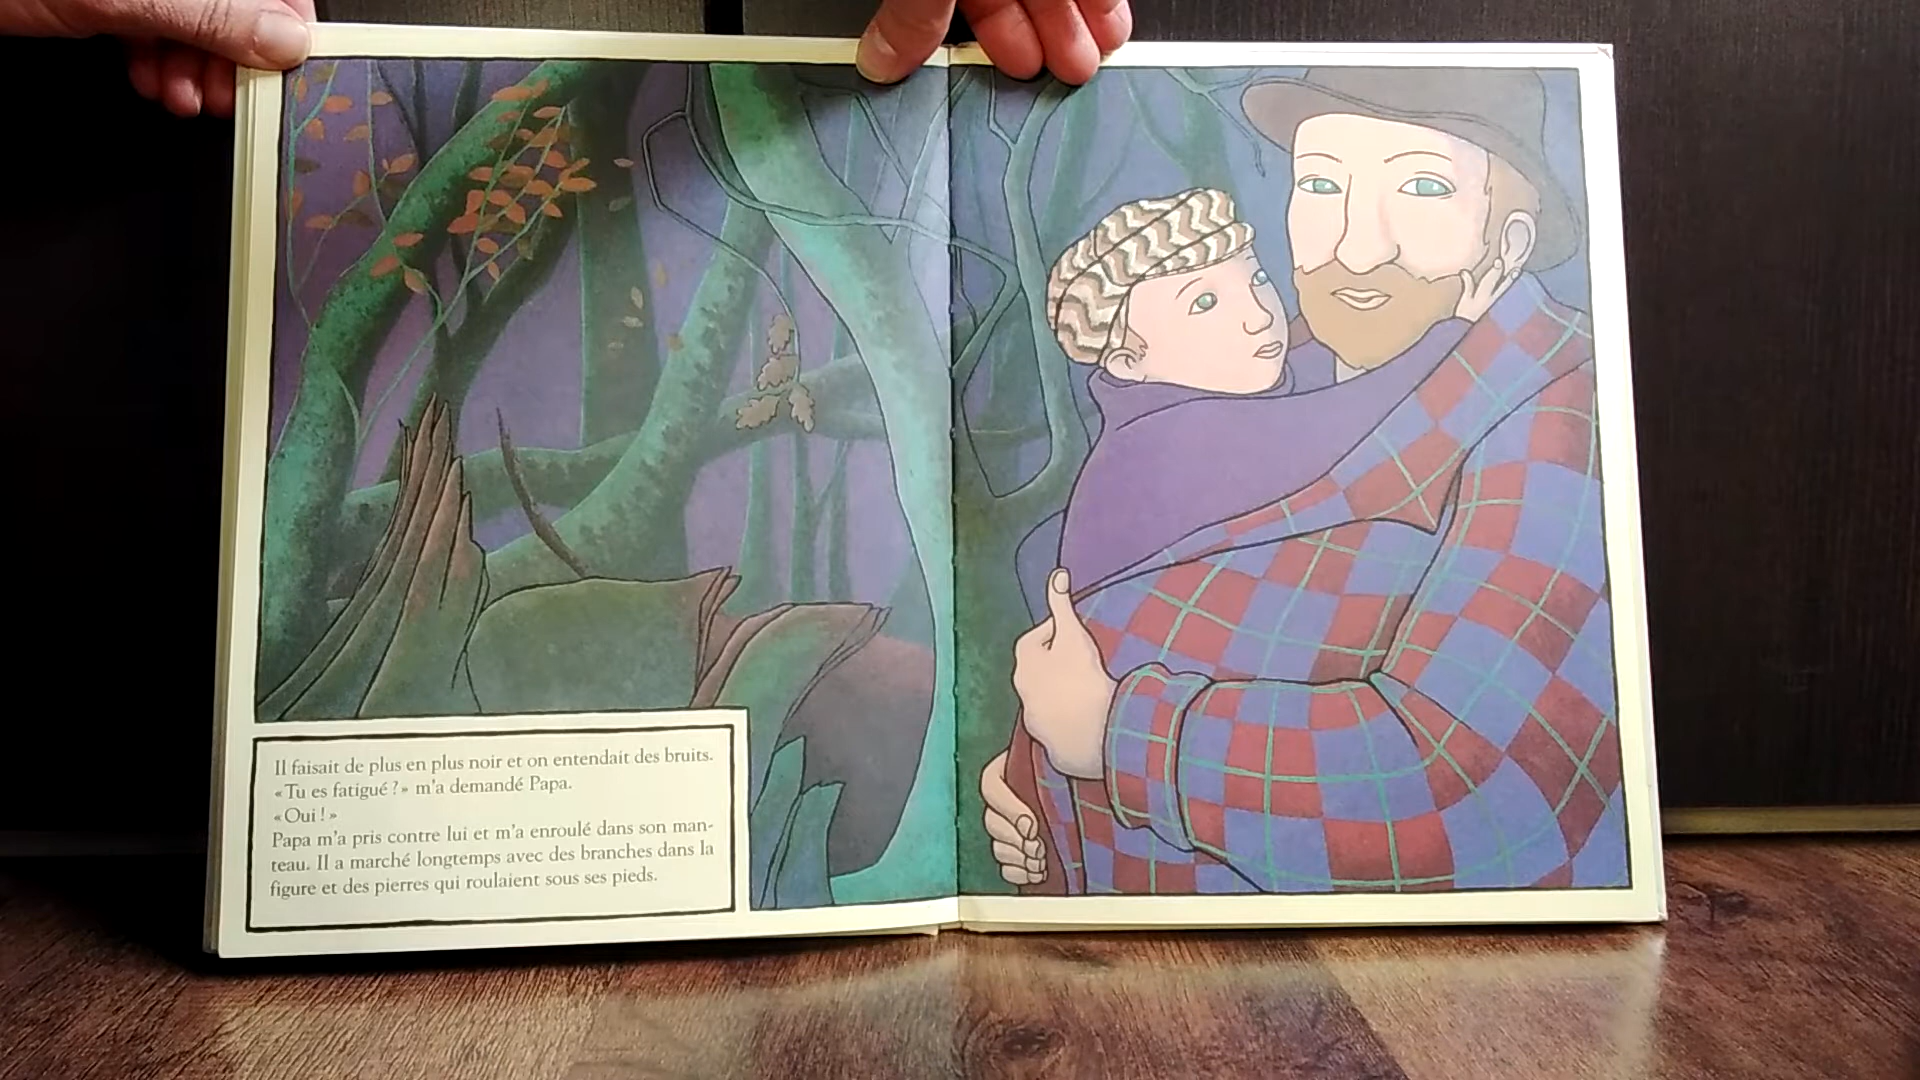 Il faisait de plus en plus noir et on entendait des bruits.
« Tu es fatigué ? » m'a demandé Papa.
« Oui ! »
Papa m'a pris contre lui et m'a enroulé dans son man-
teau. Il a marché longtemps avec des branches dans la
figure et des pierres qui roulaient sous ses pieds.